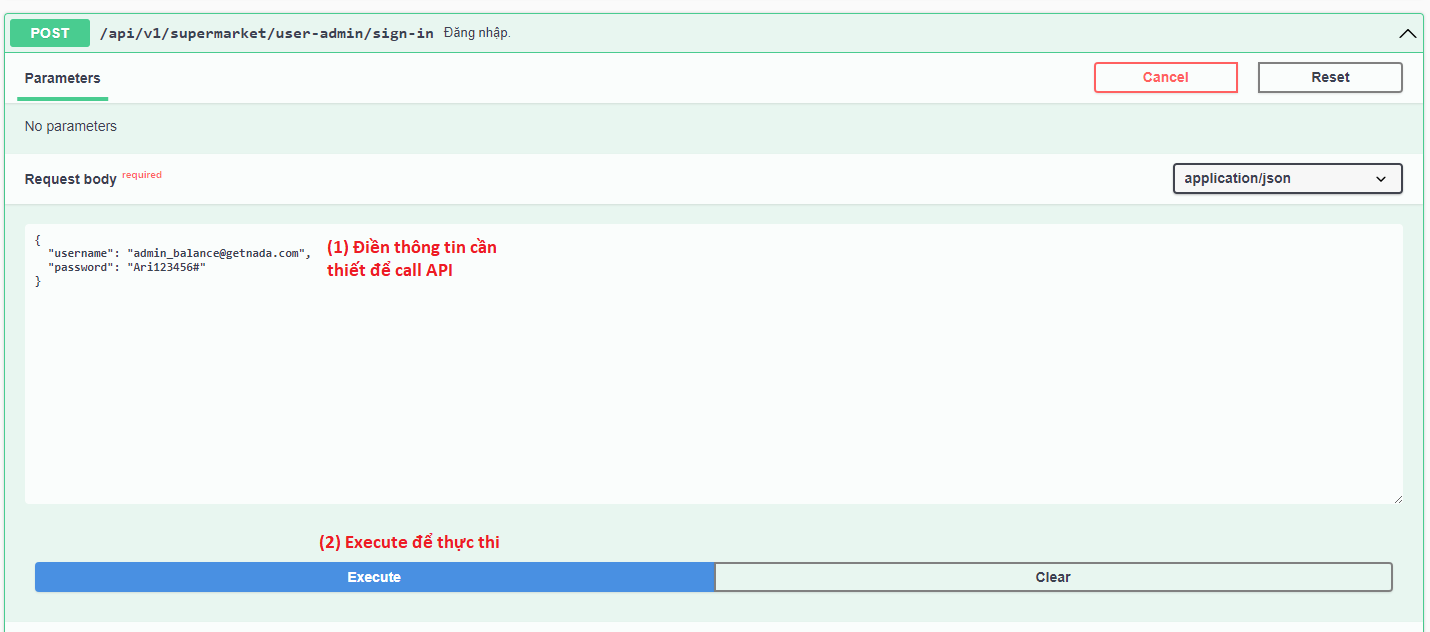 POST /api/v1/supermarket/user-admin/sign-in Đăng nhập.
Parameters Cancel Reset
No parameters
Request body required application/json
{
"username": "admin_balance@getnada.com",
"password": "Ari123456#"
}
(1) Điền thông tin cần
thiết để call API
(2) Execute để thực thi
Execute Clear